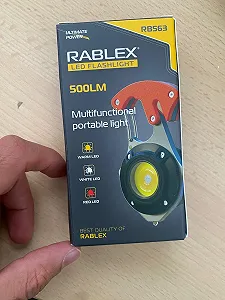 ULTIMATE
POWER
RB563
RABLEX
LED FLASHLIGHT
500LM
Multifunctional
portable light
WARM LED
WHITE LED
RED LED
BEST QUALITY OF
RABLEX